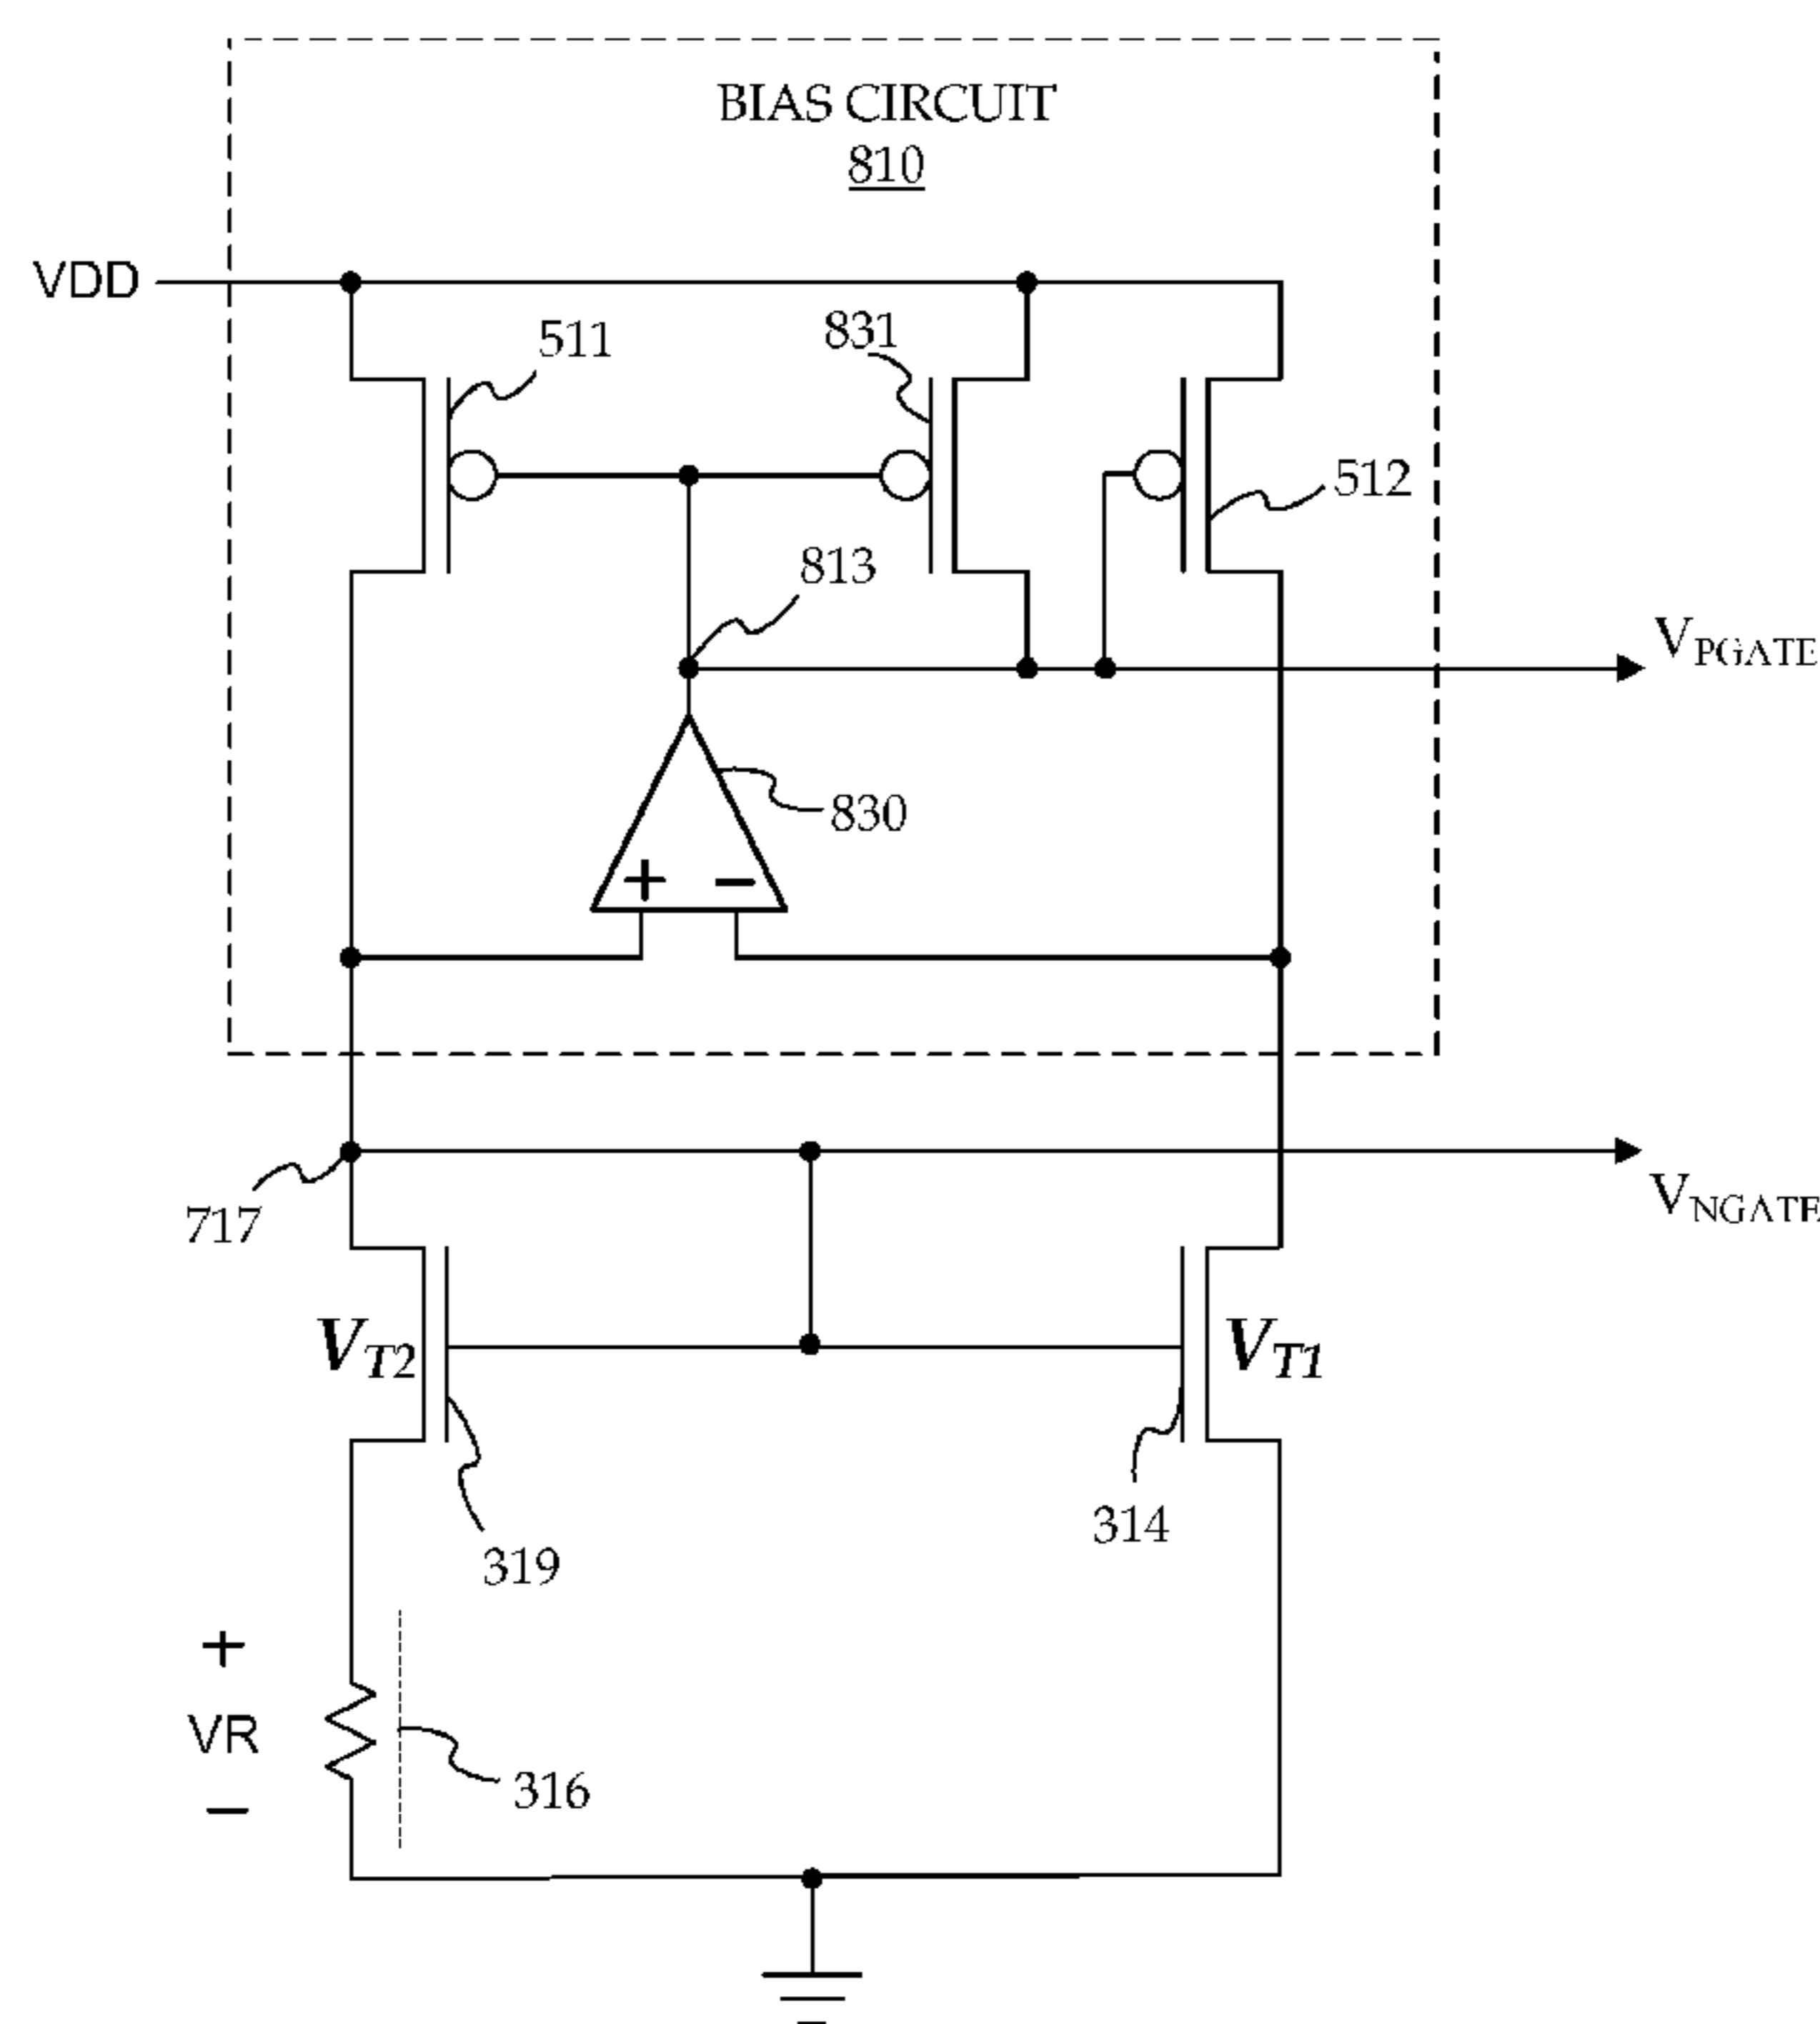 BIAS CIRCUIT
810
VDD
511
831
512
813
VPGATE
830
+ −
717
VNGATE
VT2
VT1
319
314
+
VR
−
316